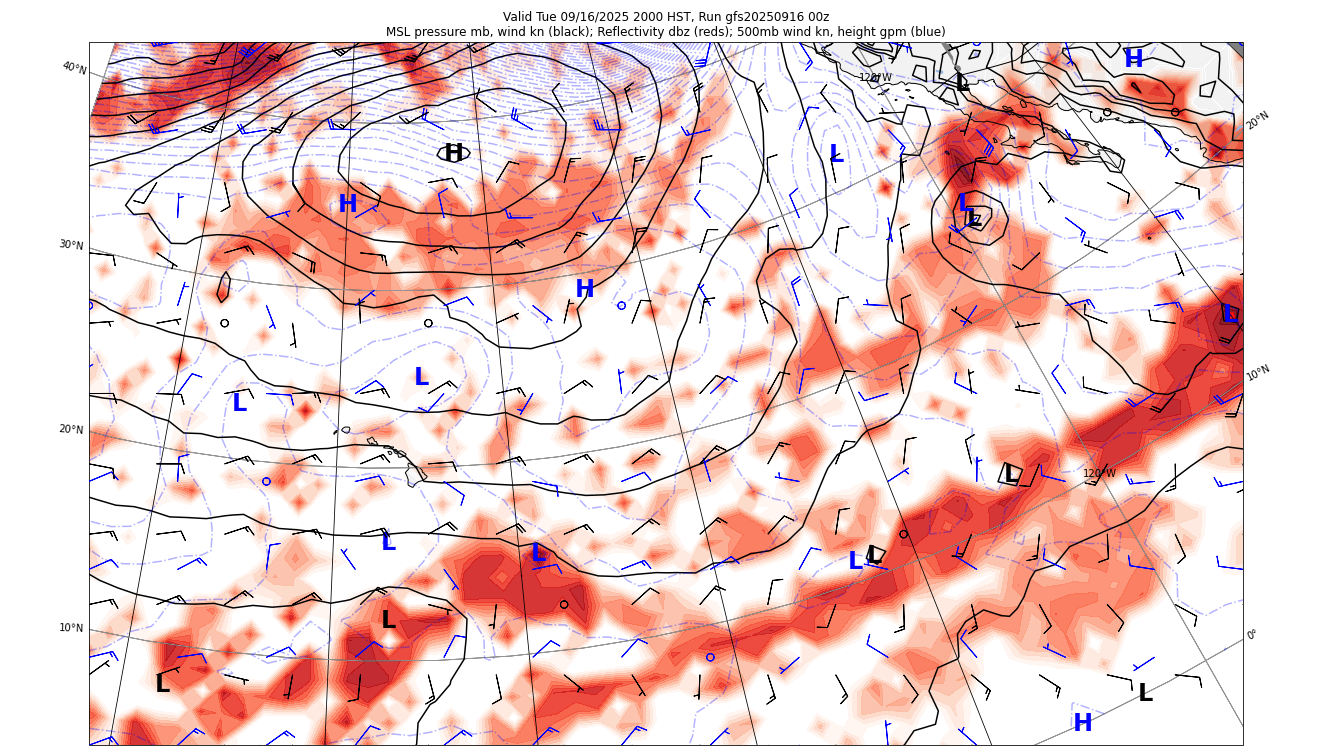 Valid Tue 09/16/2025 2000 HST, Run gfs20250916 00z
MSL pressure mb, wind kn (black); Reflectivity dbz (reds); 500mb wind kn, height gpm (blue)
H
40°N
120°W
L
20°N
H
L
H
L
L
30°N
H
L
10°N
L
L
20°N
L
120°W
L
L
L
L
L
10°N
0°
L
L
H